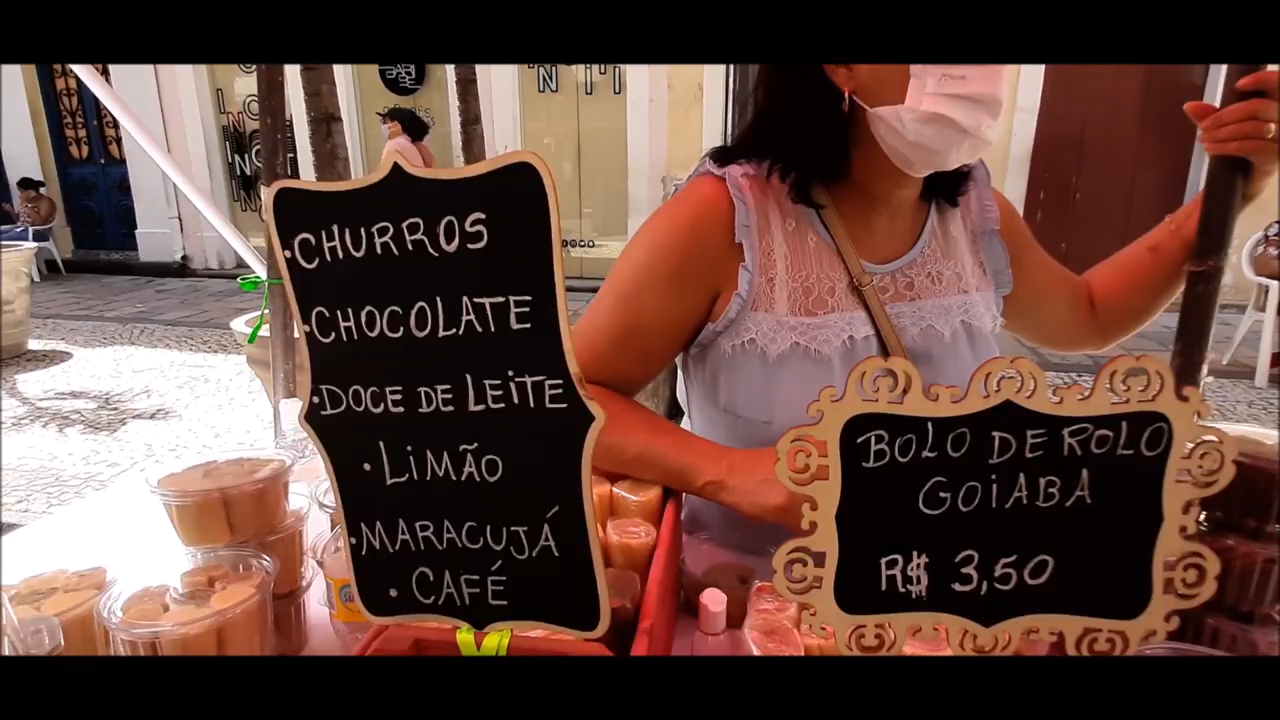 ·CHURROS
·CHOCOLATE
·DOCE DE LEITE
·LIMÃO
·MARACUJÁ
·CAFÉ
BOLO DE ROLO
GOIABA
R$ 3,50